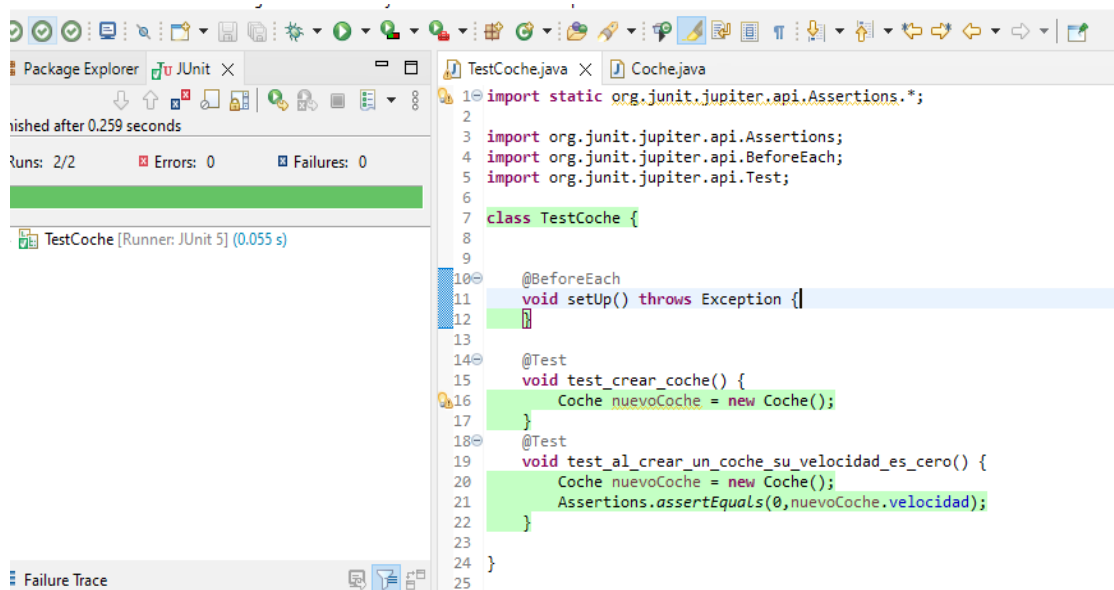 Package Explorer JUnit
TestCoche.java Coche.java
nished after 0.259 seconds
Runs: 2/2 Errors: 0 Failures: 0
TestCoche [Runner: JUnit 5] (0.055 s)
Failure Trace
1 import static org.junit.jupiter.api.Assertions.*;
2
3 import org.junit.jupiter.api.Assertions;
4 import org.junit.jupiter.api.BeforeEach;
5 import org.junit.jupiter.api.Test;
6
7 class TestCoche {
8
9
10 @BeforeEach
11 void setUp() throws Exception {
12 }
13
14 @Test
15 void test_crear_coche() {
16 Coche nuevoCoche = new Coche();
17 }
18 @Test
19 void test_al_crear_un_coche_su_velocidad_es_cero() {
20 Coche nuevoCoche = new Coche();
21 Assertions.assertEquals(0,nuevoCoche.velocidad);
22 }
23
24 }
25